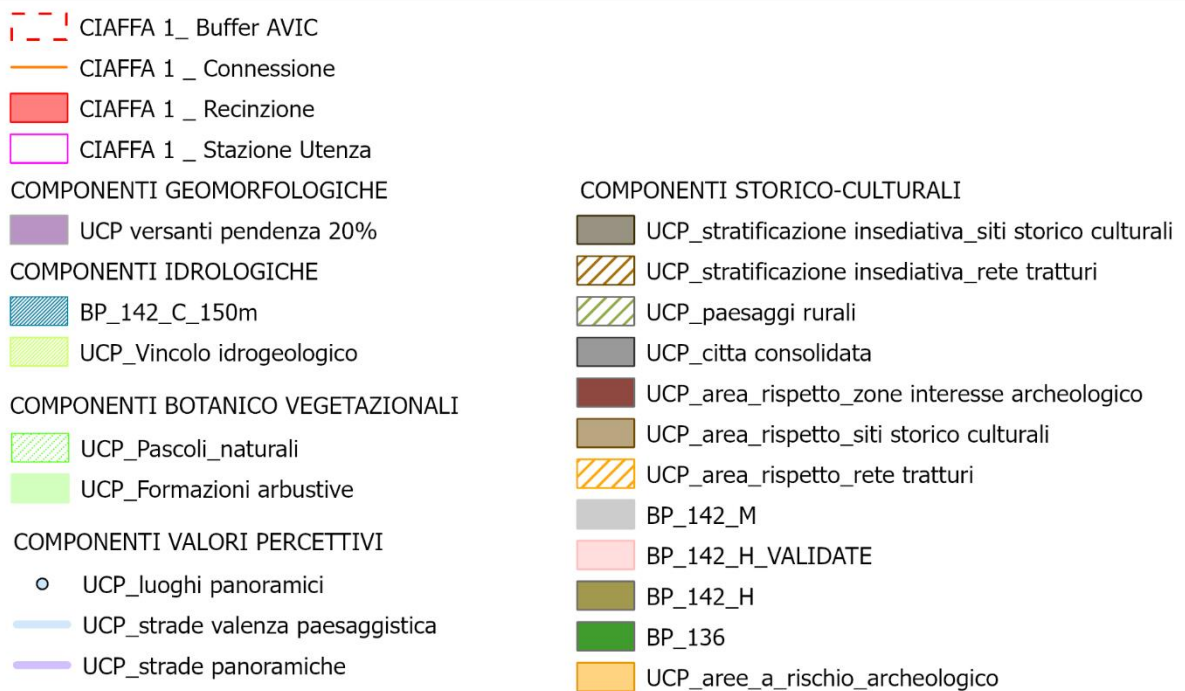 CIAFFA 1_ Buffer AVIC
CIAFFA 1 _ Connessione
CIAFFA 1 _ Recinzione
CIAFFA 1 _ Stazione Utenza
COMPONENTI GEOMORFOLOGICHE
UCP versanti pendenza 20%
COMPONENTI IDROLOGICHE
BP_142_C_150m
UCP_Vincolo idrogeologico
COMPONENTI BOTANICO VEGETAZIONALI
UCP_Pascoli_naturali
UCP_Formazioni arbustive
COMPONENTI VALORI PERCETTIVI
UCP_luoghi panoramici
UCP_strade valenza paesaggistica
UCP_strade panoramiche
COMPONENTI STORICO-CULTURALI
UCP_stratificazione insediativa_siti storico culturali
UCP_stratificazione insediativa_rete tratturi
UCP_paesaggi rurali
UCP_citta consolidata
UCP_area_rispetto_zone interesse archeologico
UCP_area_rispetto_siti storico culturali
UCP_area_rispetto_rete tratturi
BP_142_M
BP_142_H_VALIDATE
BP_142_H
BP_136
UCP_aree_a_rischio_archeologico